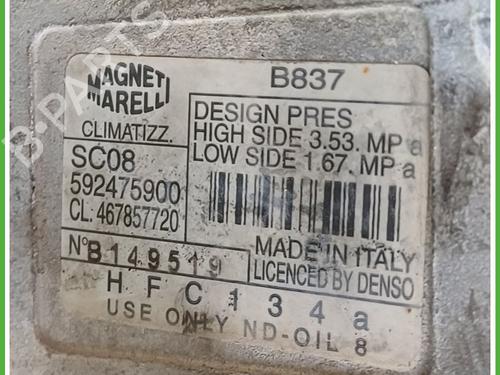 MAGNETI
MARELLI
CLIMATIZZ.
SC08
592475900
CL: 467857720
B837
DESIGN PRES
HIGH SIDE 3.53. MP a
LOW SIDE 1.67. MP a
MADE IN ITALY
LICENCED BY DENSO
N° B149519
HFC134a
USE ONLY ND-OIL 8
B-PARTS